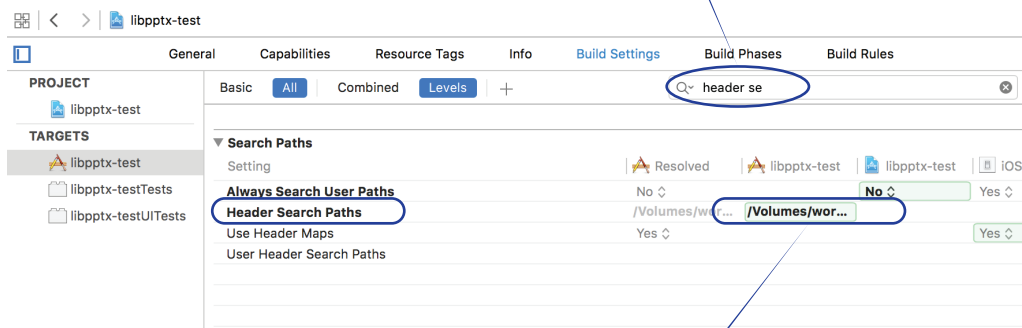 libpptx-test
General Capabilities Resource Tags Info Build Settings Build Phases Build Rules
PROJECT
libpptx-test
TARGETS
libpptx-test
libpptx-testTests
libpptx-testUITests
Basic All Combined Levels + header se
Search Paths
Setting Resolved libpptx-test libpptx-test iOS
Always Search User Paths No No Yes
Header Search Paths /Volumes/wor... /Volumes/wor...
Use Header Maps Yes Yes
User Header Search Paths